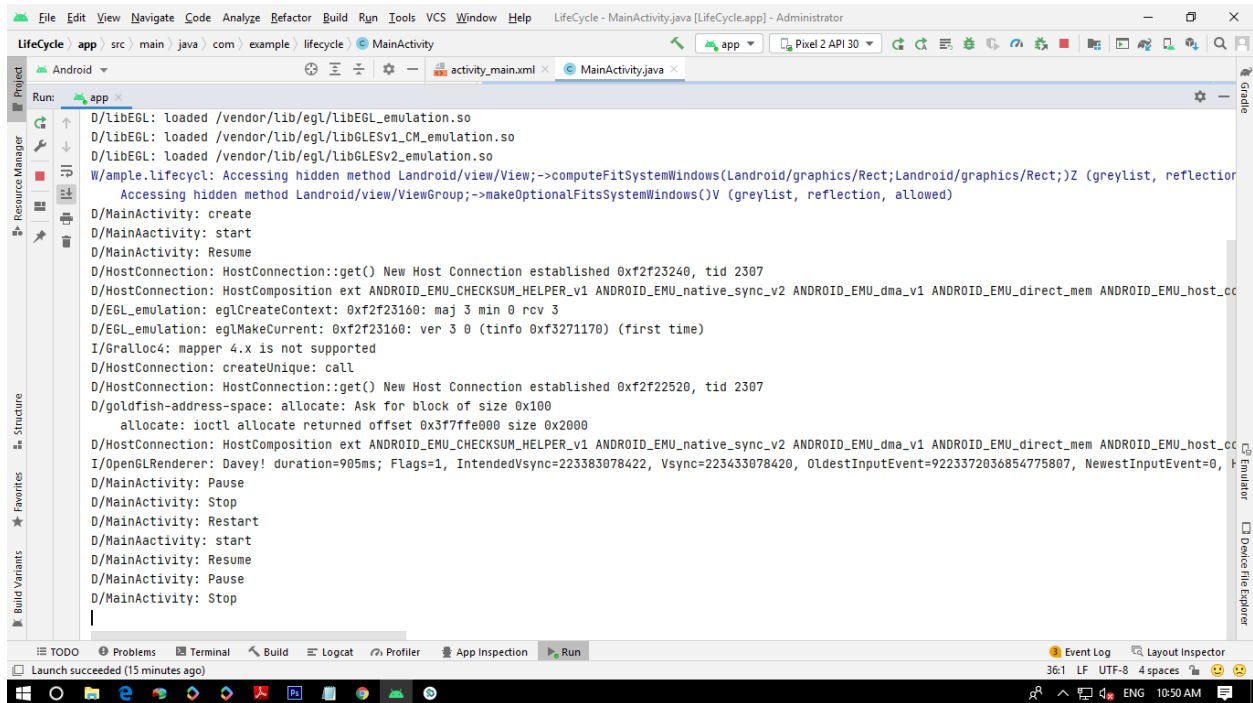 File Edit View Navigate Code Analyze Refactor Build Run Tools VCS Window Help LifeCycle - MainActivity.java [LifeCycle.app] - Administrator
LifeCycle app src main java com example lifecycle MainActivity app Pixel 2 API 30
Project Android activity_main.xml MainActivity.java Gradle
Run: app
D/libEGL: loaded /vendor/lib/egl/libEGL_emulation.so
D/libEGL: loaded /vendor/lib/egl/libGLESv1_CM_emulation.so
D/libEGL: loaded /vendor/lib/egl/libGLESv2_emulation.so
W/ample.lifecycl: Accessing hidden method Landroid/view/View;->computeFitSystemWindows(Landroid/graphics/Rect;Landroid/graphics/Rect;)Z (greylist, reflection
Accessing hidden method Landroid/view/ViewGroup;->makeOptionalFitsSystemWindows()V (greylist, reflection, allowed)
D/MainActivity: create
D/MainAactivity: start
D/MainActivity: Resume
D/HostConnection: HostConnection::get() New Host Connection established 0xf2f23240, tid 2307
D/HostConnection: HostComposition ext ANDROID_EMU_CHECKSUM_HELPER_v1 ANDROID_EMU_native_sync_v2 ANDROID_EMU_dma_v1 ANDROID_EMU_direct_mem ANDROID_EMU_host_co
D/EGL_emulation: eglCreateContext: 0xf2f23160: maj 3 min 0 rcv 3
D/EGL_emulation: eglMakeCurrent: 0xf2f23160: ver 3 0 (tinfo 0xf3271170) (first time)
I/Gralloc4: mapper 4.x is not supported
D/HostConnection: createUnique: call
D/HostConnection: HostConnection::get() New Host Connection established 0xf2f22520, tid 2307
D/goldfish-address-space: allocate: Ask for block of size 0x100
allocate: ioctl allocate returned offset 0x3f7ffe000 size 0x2000
D/HostConnection: HostComposition ext ANDROID_EMU_CHECKSUM_HELPER_v1 ANDROID_EMU_native_sync_v2 ANDROID_EMU_dma_v1 ANDROID_EMU_direct_mem ANDROID_EMU_host_co
I/OpenGLRenderer: Davey! duration=905ms; Flags=1, IntendedVsync=223383078422, Vsync=223433078420, OldestInputEvent=9223372036854775807, NewestInputEvent=0, H
D/MainActivity: Pause
D/MainActivity: Stop
D/MainActivity: Restart
D/MainAactivity: start
D/MainActivity: Resume
D/MainActivity: Pause
D/MainActivity: Stop
Resource Manager
Structure
Favorites
Build Variants
Emulator
Device File Explorer
TODO Problems Terminal Build Logcat Profiler App Inspection Run 3 Event Log Layout Inspector
Launch succeeded (15 minutes ago) 36:1 LF UTF-8 4 spaces
Ps ENG 10:50 AM